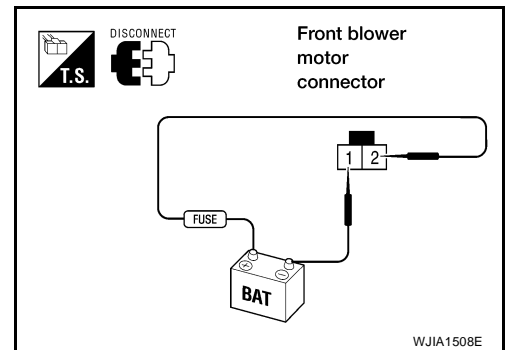 T.S.
DISCONNECT
Front blower
motor
connector
1 2
FUSE
+ −
BAT
WJIA1508E